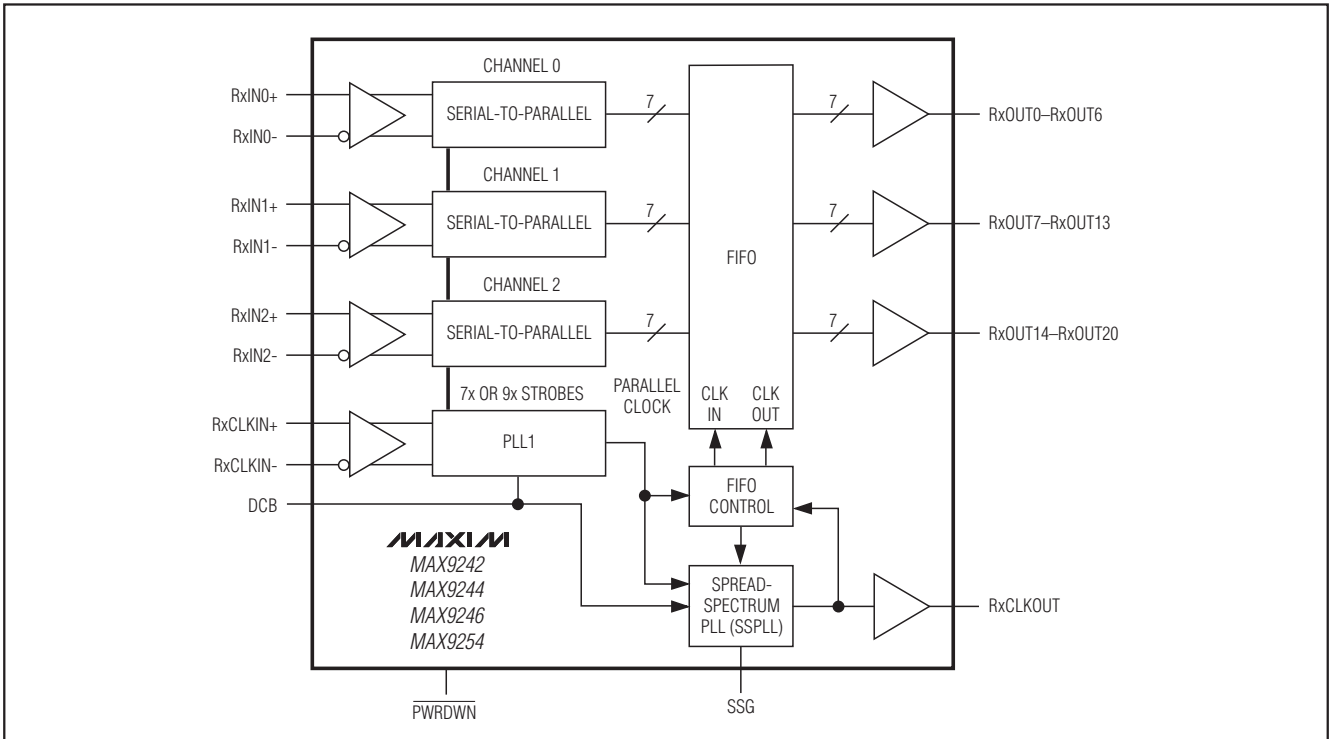 CHANNEL 0
RxIN0+
RxIN0-
SERIAL-TO-PARALLEL
7
7
RxOUT0–RxOUT6
CHANNEL 1
RxIN1+
RxIN1-
SERIAL-TO-PARALLEL
7
7
RxOUT7–RxOUT13
FIFO
CHANNEL 2
RxIN2+
RxIN2-
SERIAL-TO-PARALLEL
7
7
RxOUT14–RxOUT20
7x OR 9x STROBES
PARALLEL
CLOCK
CLK
IN
CLK
OUT
RxCLKIN+
RxCLKIN-
PLL1
DCB
FIFO
CONTROL
MAXIM
MAX9242
MAX9244
MAX9246
MAX9254
SPREAD-
SPECTRUM
PLL (SSPLL)
RxCLKOUT
PWRDWN
SSG